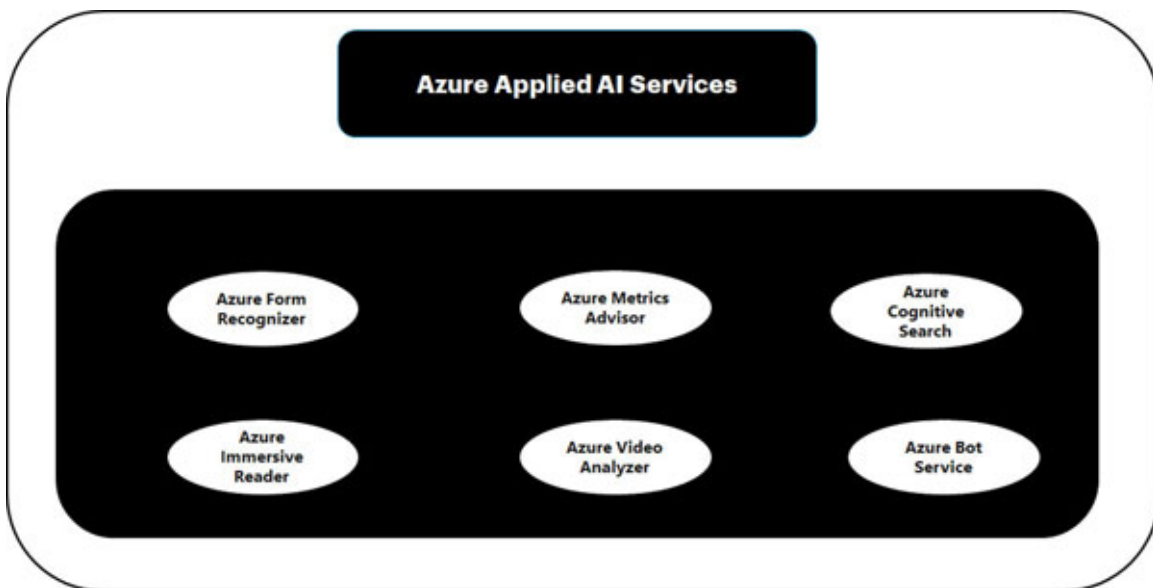 Azure Applied AI Services
Azure Form
Recognizer
Azure Metrics
Advisor
Azure
Cognitive
Search
Azure
Immersive
Reader
Azure Video
Analyzer
Azure Bot
Service